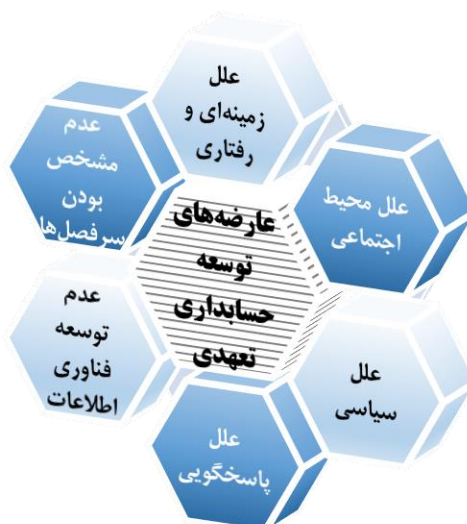 علل
زمینه‌ای و
رفتاری
علل محیط
اجتماعی
علل
سیاسی
علل
پاسخگویی
عدم
توسعه
فناوری
اطلاعات
عدم
مشخص
بودن
سرفصل‌ها
عارضه‌های
توسعه
حسابداری
تعهدی